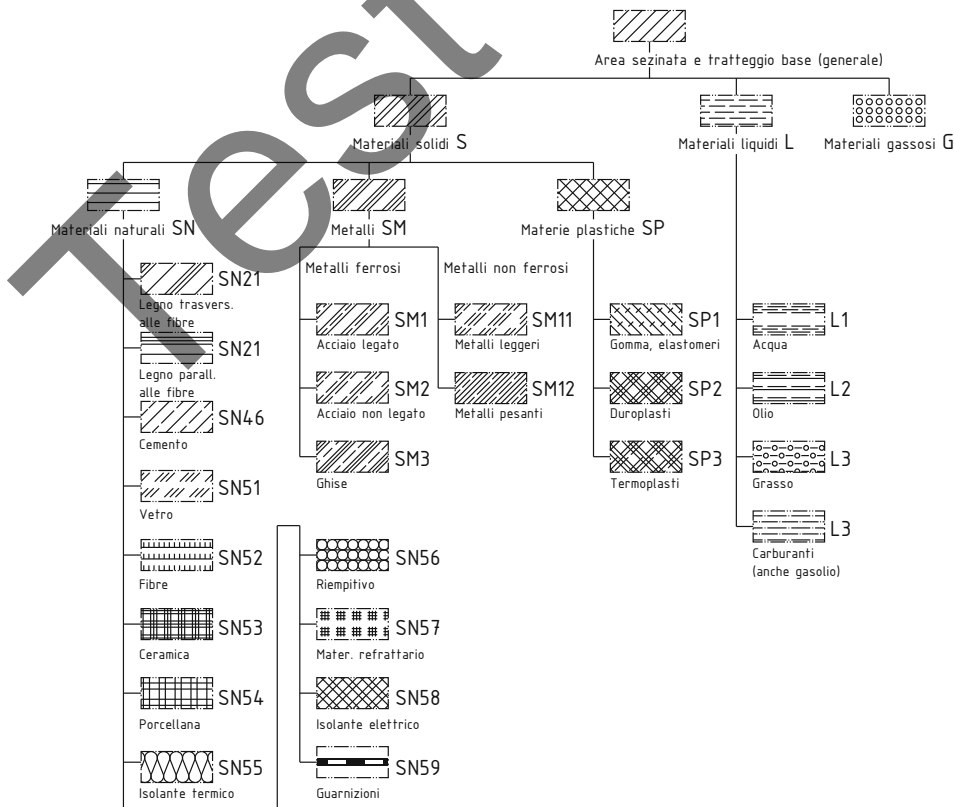 Test
Area sezinata e tratteggio base (generale)
Materiali solidi S
Materiali liquidi L
Materiali gassosi G
Materiali naturali SN
Metalli SM
Materie plastiche SP
SN21
Legno trasvers.
alle fibre
SN21
Legno parall.
alle fibre
SN46
Cemento
SN51
Vetro
SN52
Fibre
SN53
Ceramica
SN54
Porcellana
SN55
Isolante termico
SN56
Riempitivo
SN57
Mater. refrattario
SN58
Isolante elettrico
SN59
Guarnizioni
Metalli ferrosi
SM1
Acciaio legato
SM2
Acciaio non legato
SM3
Ghise
Metalli non ferrosi
SM11
Metalli leggeri
SM12
Metalli pesanti
SP1
Gomma, elastomeri
SP2
Duroplasti
SP3
Termoplasti
L1
Acqua
L2
Olio
L3
Grasso
L3
Carburanti
(anche gasolio)